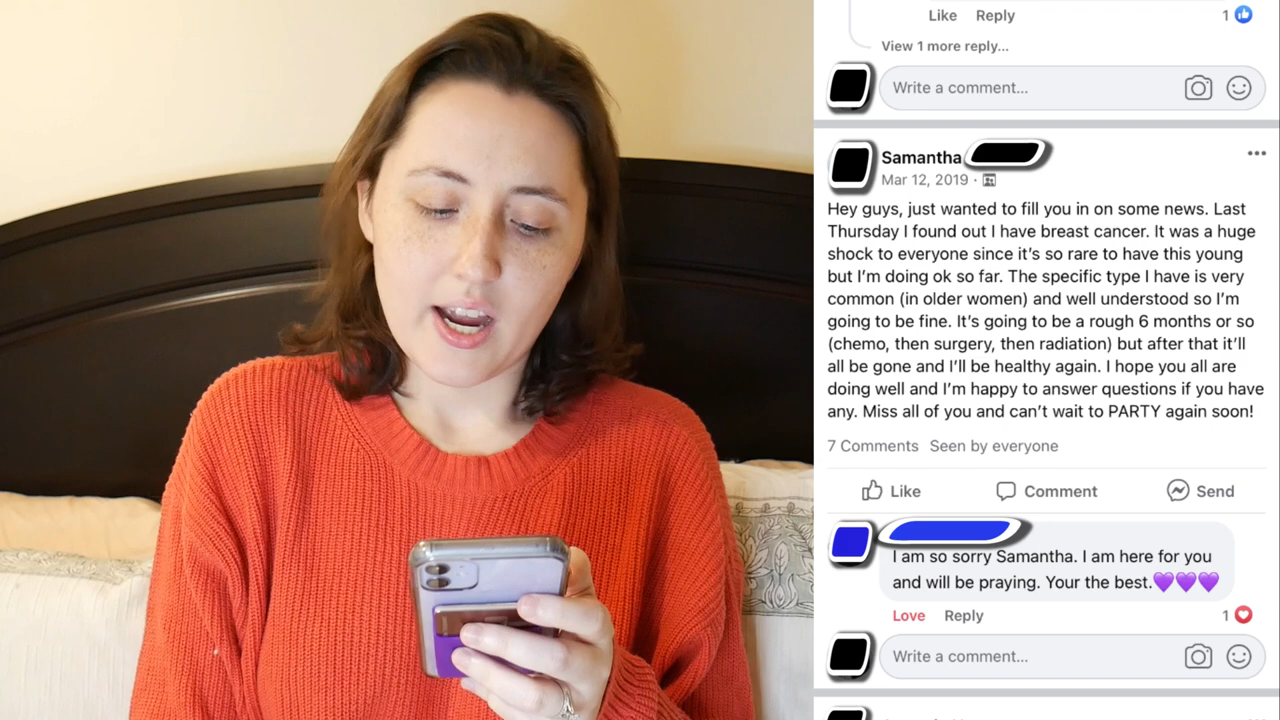 Like Reply 1
View 1 more reply...
Write a comment...
Samantha
Mar 12, 2019 ·
Hey guys, just wanted to fill you in on some news. Last
Thursday I found out I have breast cancer. It was a huge
shock to everyone since it's so rare to have this young
but I'm doing ok so far. The specific type I have is very
common (in older women) and well understood so I'm
going to be fine. It's going to be a rough 6 months or so
(chemo, then surgery, then radiation) but after that it'll
all be gone and I'll be healthy again. I hope you all are
doing well and I'm happy to answer questions if you have
any. Miss all of you and can't wait to PARTY again soon!
7 Comments Seen by everyone
Like Comment Send
I am so sorry Samantha. I am here for you
and will be praying. Your the best.💜💜💜
Love Reply 1
Write a comment...